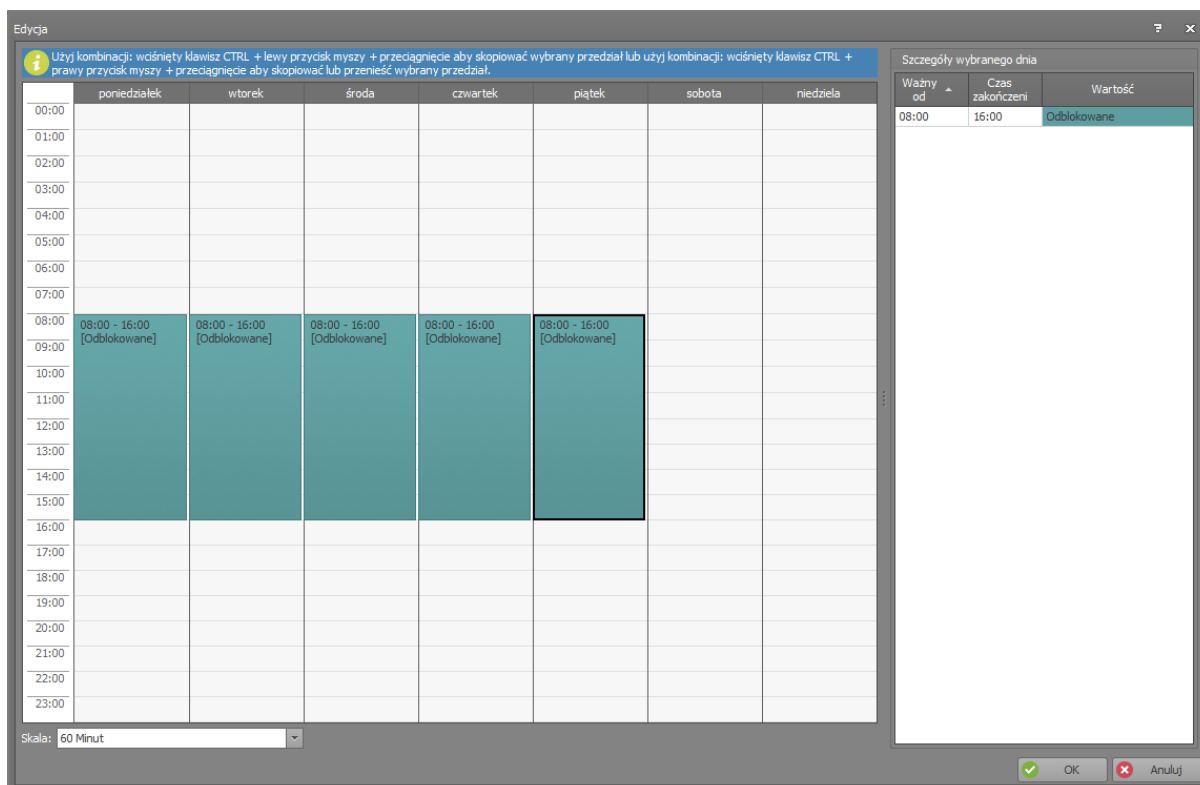 Edycja
Użyj kombinacji: wciśnięty klawisz CTRL + lewy przycisk myszy + przeciągnięcie aby skopiować wybrany przedział lub użyj kombinacji: wciśnięty klawisz CTRL +
prawy przycisk myszy + przeciągnięcie aby skopiować lub przenieść wybrany przedział.
poniedziałek wtorek środa czwartek piątek sobota niedziela
00:00
01:00
02:00
03:00
04:00
05:00
06:00
07:00
08:00
09:00
10:00
11:00
12:00
13:00
14:00
15:00
16:00
17:00
18:00
19:00
20:00
21:00
22:00
23:00
08:00 - 16:00
[Odblokowane]
08:00 - 16:00
[Odblokowane]
08:00 - 16:00
[Odblokowane]
08:00 - 16:00
[Odblokowane]
08:00 - 16:00
[Odblokowane]
Skala: 60 Minut
Szczegóły wybranego dnia
Ważny
od
Czas
zakończeni
Wartość
08:00 16:00 Odblokowane
OK Anuluj